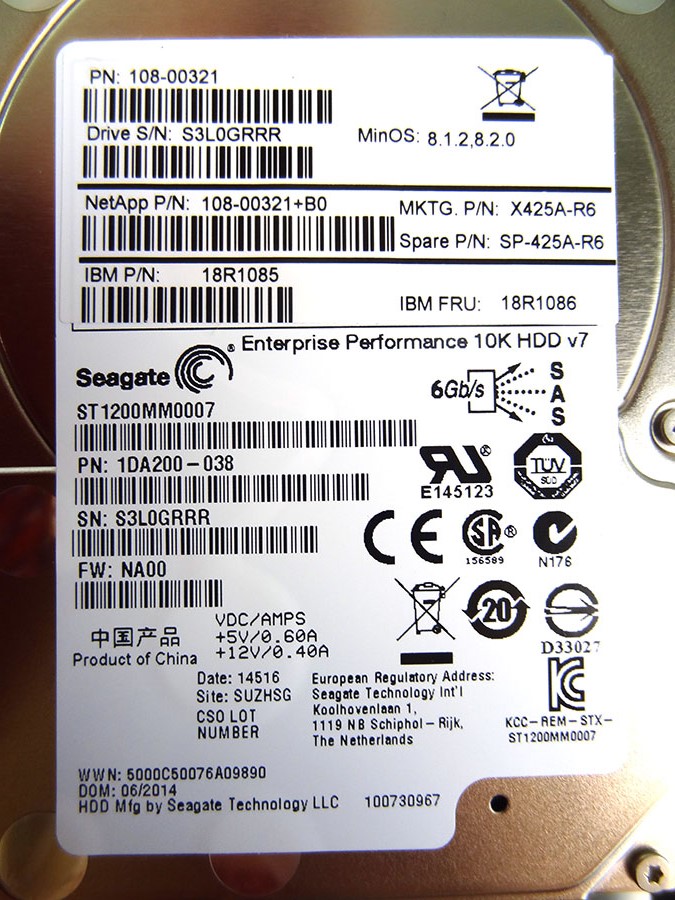 PN: 108-00321
Drive S/N: S3L0GRRR
MinOS: 8.1.2,8.2.0
NetApp P/N: 108-00321+B0
MKTG. P/N: X425A-R6
Spare P/N: SP-425A-R6
IBM P/N: 18R1085
IBM FRU: 18R1086
Seagate ® Enterprise Performance 10K HDD v7
ST1200MM0007
6Gb/s SAS
PN: 1DA200-038
E145123
TÜV
SÜD
SN: S3L0GRRR
CE
SA ®
156589
N176
FW: NA00
中国产品
Product of China
VDC/AMPS
+5V/0.60A
+12V/0.40A
20
D33027
Date: 14516
Site: SUZHSG
CSO LOT
NUMBER
European Regulatory Address:
Seagate Technology Int'l
Koolhovenlaan 1,
1119 NB Schiphol-Rijk,
The Netherlands
KCC-REM-STX-
ST1200MM0007
WWN: 5000C50076A09890
DOM: 06/2014
HDD Mfg by Seagate Technology LLC 100730967